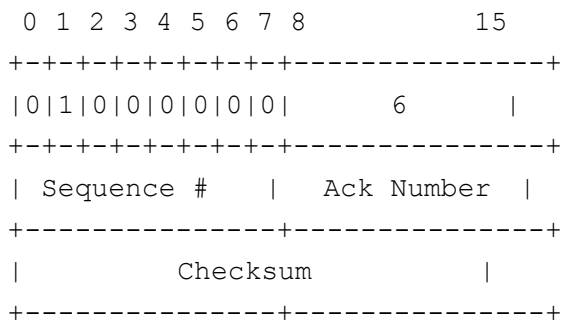 0 1 2 3 4 5 6 7 8 15
+-+-+-+-+-+-+-+-+---------------+
|0|1|0|0|0|0|0|0| 6 |
+-+-+-+-+-+-+-+-+---------------+
| Sequence # | Ack Number |
+---------------+---------------+
| Checksum |
+---------------+---------------+